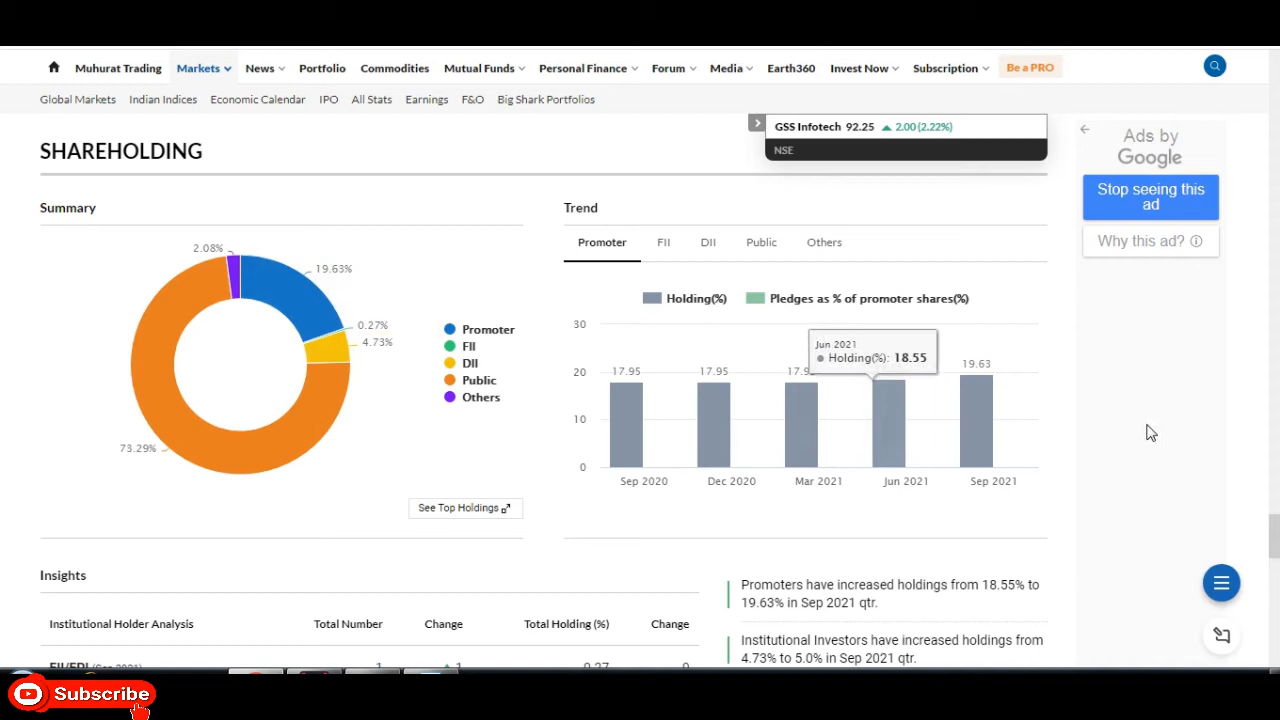 Muhurat Trading Markets News Portfolio Commodities Mutual Funds Personal Finance Forum Media Earth360 Invest Now Subscription Be a PRO
Global Markets Indian Indices Economic Calendar IPO All Stats Earnings F&O Big Shark Portfolios
GSS Infotech 92.25 ▲ 2.00 (2.22%)
NSE
SHAREHOLDING
Summary
2.08%
19.63%
0.27%
4.73%
73.29%
Promoter
FII
DII
Public
Others
See Top Holdings
Trend
Promoter FII DII Public Others
Holding(%) Pledges as % of promoter shares(%)
30
20
10
0
17.95 17.95 19.63
Jun 2021
Holding(%): 18.55
Sep 2020 Dec 2020 Mar 2021 Jun 2021 Sep 2021
Ads by
Google
Stop seeing this
ad
Why this ad?
Insights
Institutional Holder Analysis Total Number Change Total Holding (%) Change
Promoters have increased holdings from 18.55% to
19.63% in Sep 2021 qtr.
Institutional Investors have increased holdings from
4.73% to 5.0% in Sep 2021 qtr.
Subscribe